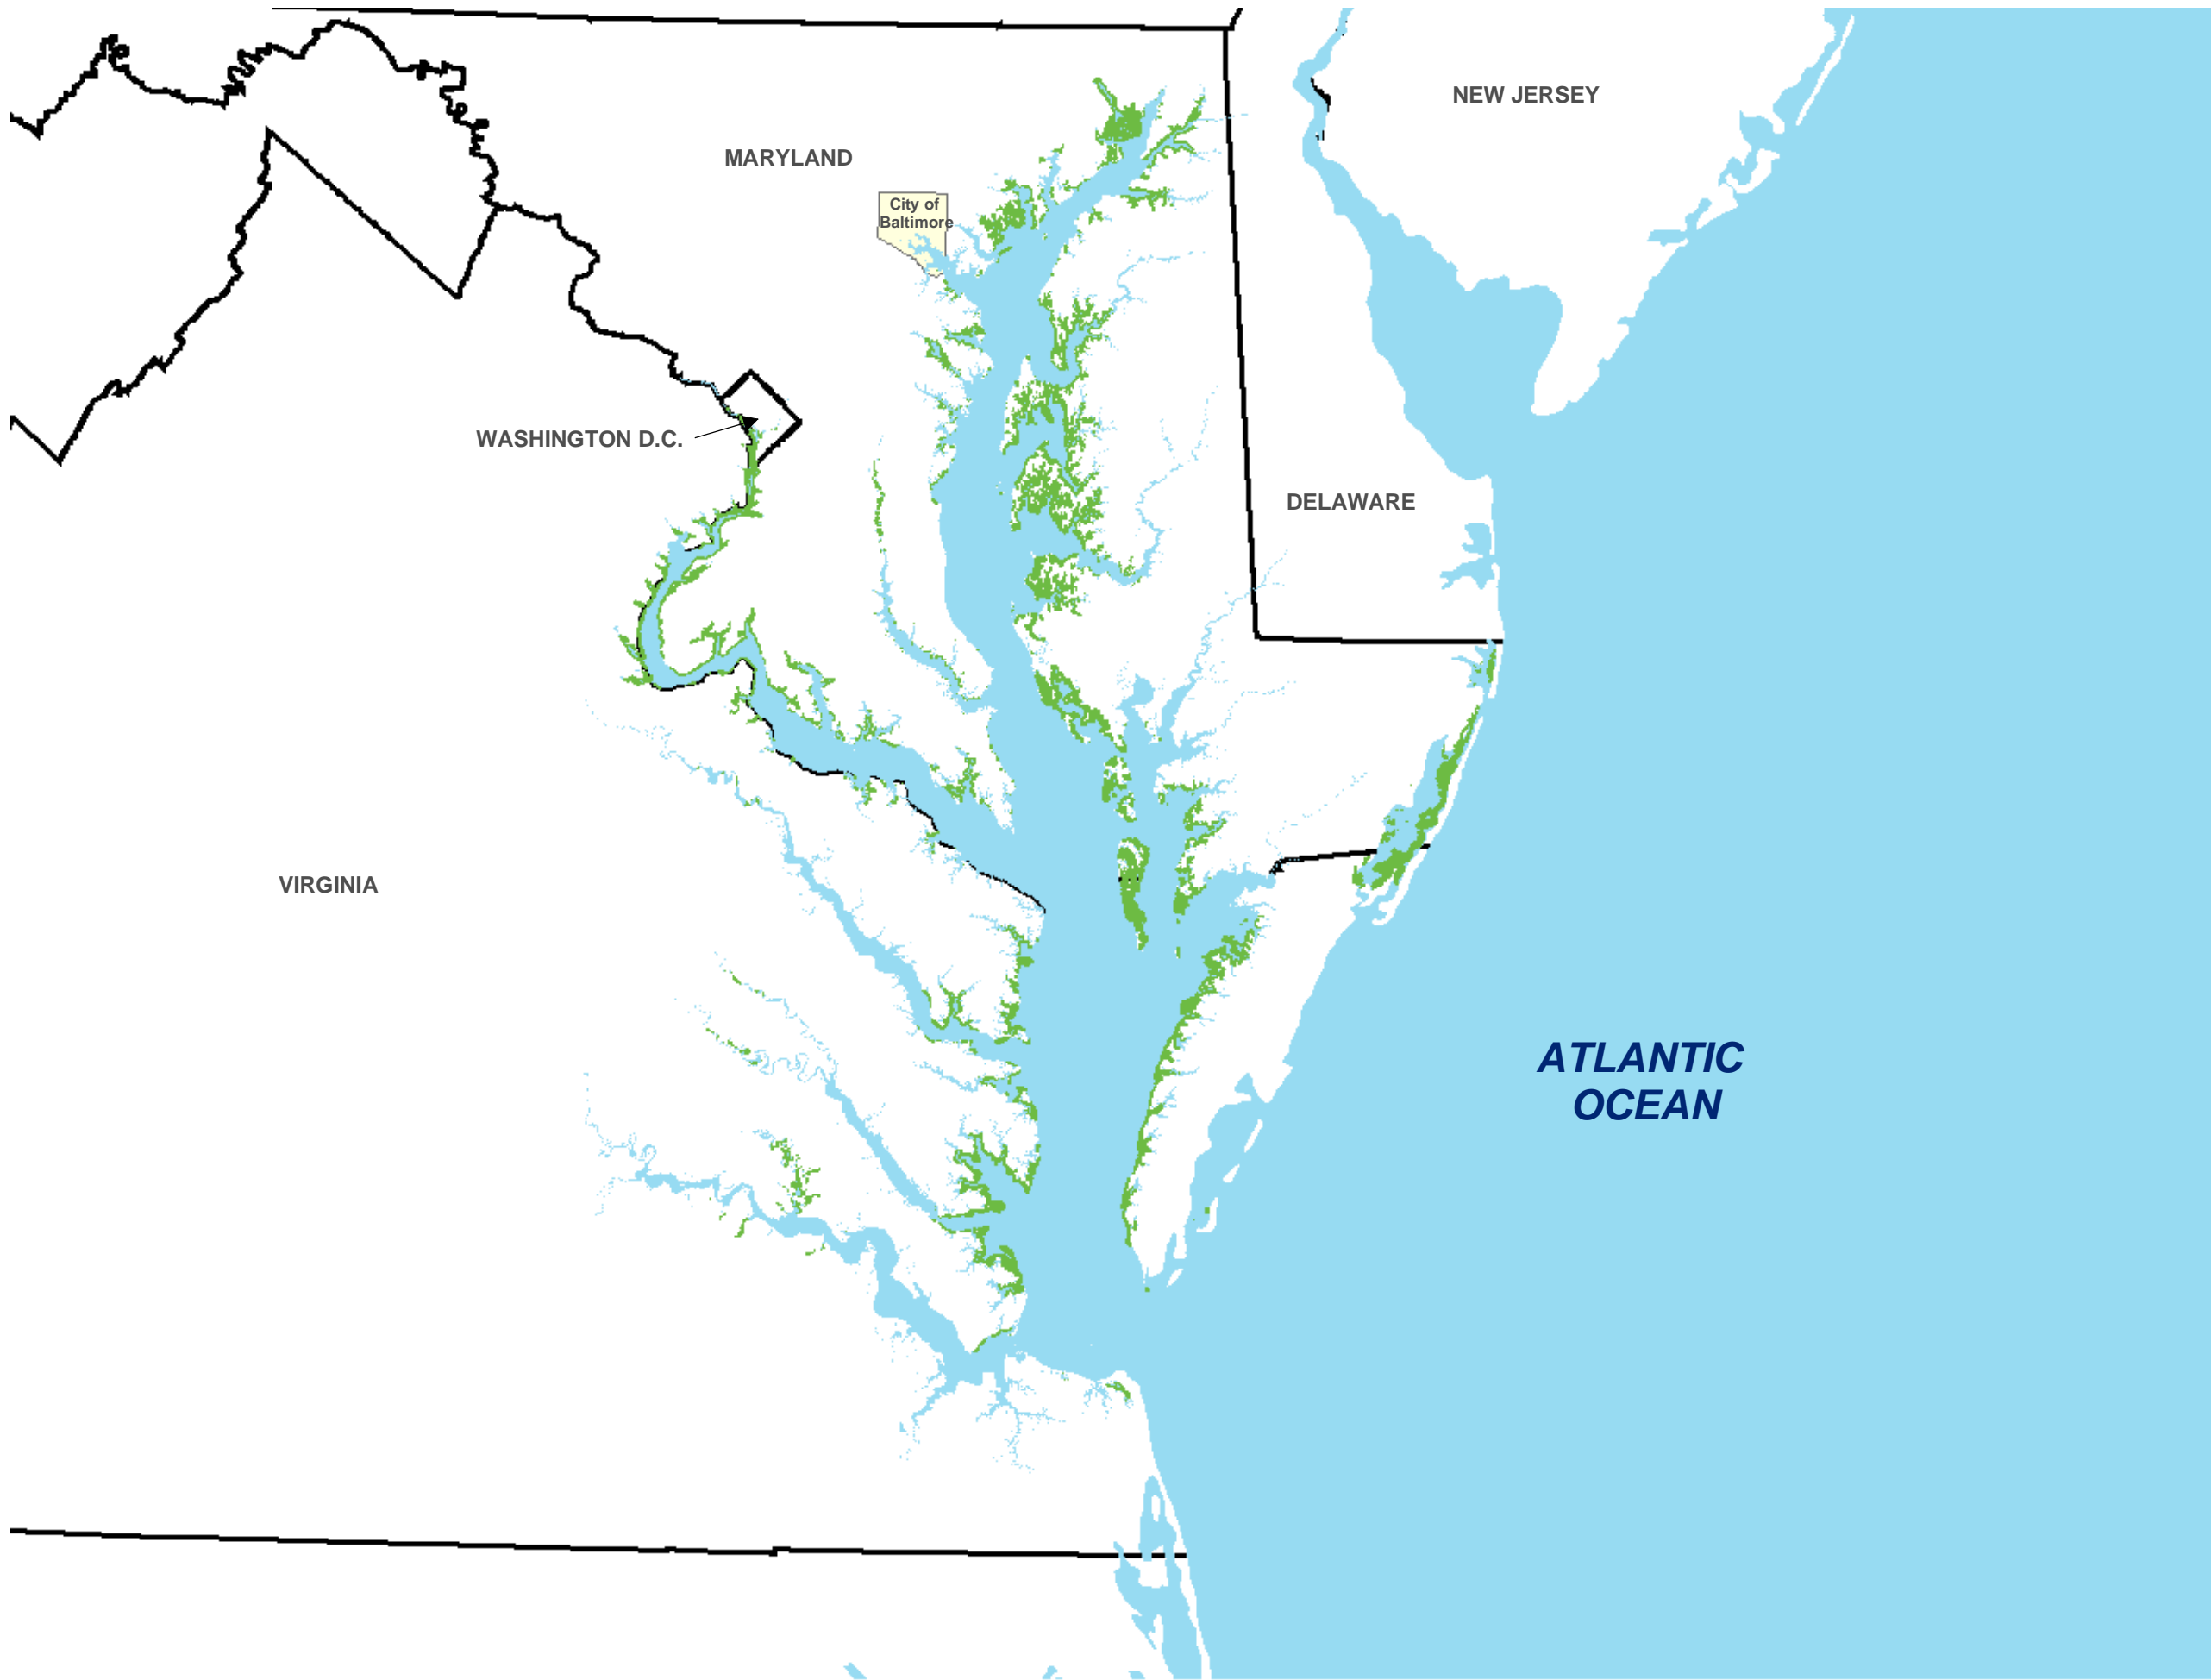 NEW JERSEY
MARYLAND
City of
Baltimore
WASHINGTON D.C.
DELAWARE
VIRGINIA
ATLANTIC
OCEAN